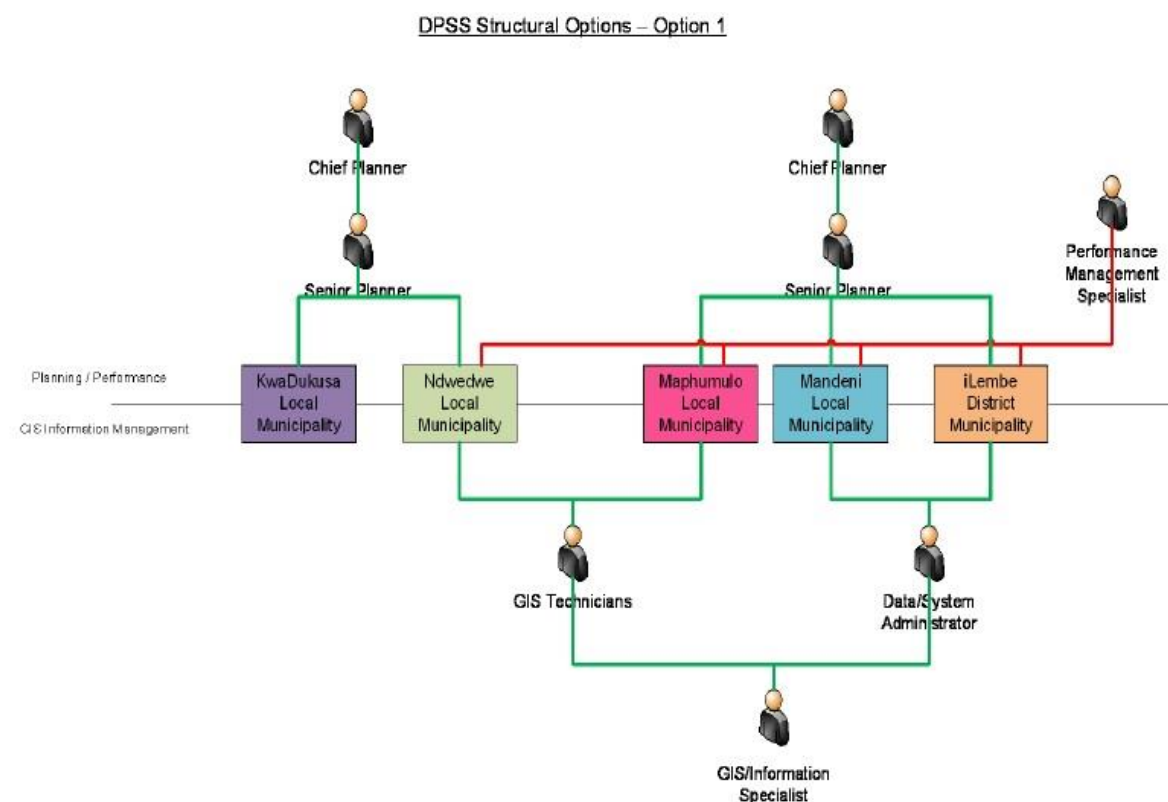 DPSS Structural Options – Option 1
Chief Planner
Chief Planner
Senior Planner
Senior Planner
Performance
Management
Specialist
Planning / Performance
GIS Information Management
KwaDukusa
Local
Municipality
Ndwedwe
Local
Municipality
Maphumulo
Local
Municipality
Mandeni
Local
Municipality
iLembe
District
Municipality
GIS Technicians
Data/System
Administrator
GIS/Information
Specialist